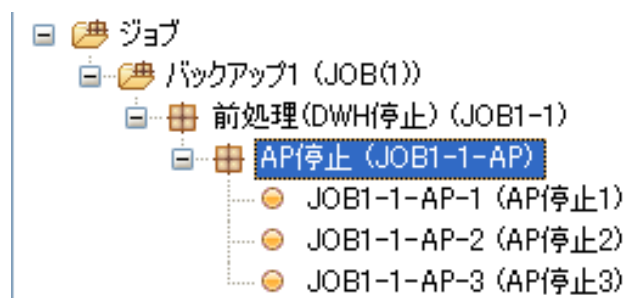 ジョブ
バックアップ1 (JOB(1))
前処理(DWH停止) (JOB1-1)
AP停止 (JOB1-1-AP)
JOB1-1-AP-1 (AP停止1)
JOB1-1-AP-2 (AP停止2)
JOB1-1-AP-3 (AP停止3)